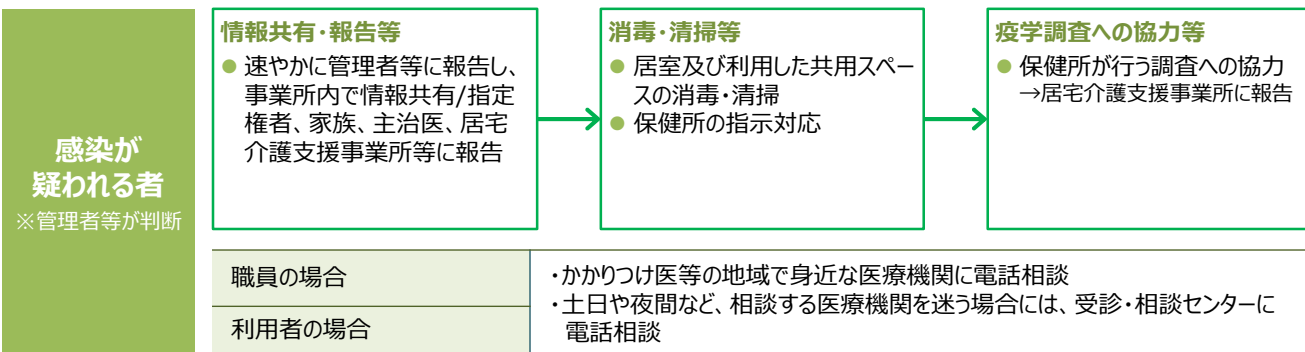 感染が
疑われる者
※管理者等が判断
情報共有・報告等
● 速やかに管理者等に報告し、
事業所内で情報共有/指定
権者、家族、主治医、居宅
介護支援事業所等に報告
消毒・清掃等
● 居室及び利用した共用スペー
スの消毒・清掃
● 保健所の指示対応
疫学調査への協力等
● 保健所が行う調査への協力
→居宅介護支援事業所に報告
職員の場合
利用者の場合
・かかりつけ医等の地域で身近な医療機関に電話相談
・土日や夜間など、相談する医療機関を迷う場合には、受診・相談センターに
電話相談